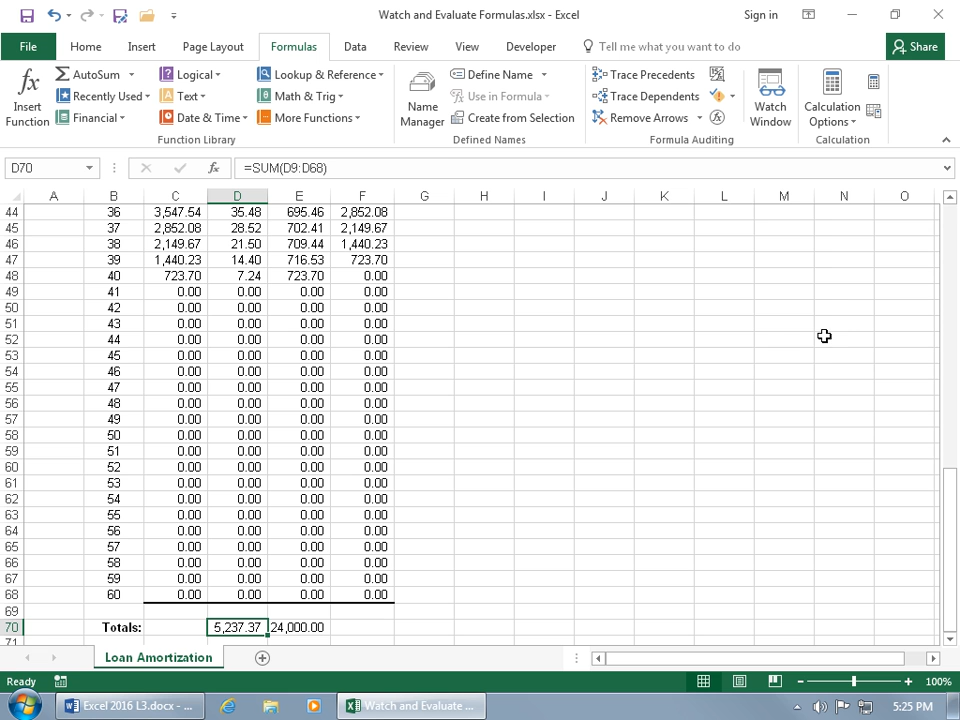 Watch and Evaluate Formulas.xlsx - Excel
Sign in
File Home Insert Page Layout Formulas Data Review View Developer Tell me what you want to do Share
fx Insert Function
AutoSum
Recently Used
Financial
Logical
Text
Date & Time
Lookup & Reference
Math & Trig
More Functions
Function Library
Name Manager
Define Name
Use in Formula
Create from Selection
Defined Names
Trace Precedents
Trace Dependents
Remove Arrows
fx
Formula Auditing
Watch Window
Calculation Options
Calculation
D70 fx =SUM(D9:D68)
A B C D E F G H I J K L M N O
44 36 3,547.54 35.48 695.46 2,852.08
45 37 2,852.08 28.52 702.41 2,149.67
46 38 2,149.67 21.50 709.44 1,440.23
47 39 1,440.23 14.40 716.53 723.70
48 40 723.70 7.24 723.70 0.00
49 41 0.00 0.00 0.00 0.00
50 42 0.00 0.00 0.00 0.00
51 43 0.00 0.00 0.00 0.00
52 44 0.00 0.00 0.00 0.00
53 45 0.00 0.00 0.00 0.00
54 46 0.00 0.00 0.00 0.00
55 47 0.00 0.00 0.00 0.00
56 48 0.00 0.00 0.00 0.00
57 49 0.00 0.00 0.00 0.00
58 50 0.00 0.00 0.00 0.00
59 51 0.00 0.00 0.00 0.00
60 52 0.00 0.00 0.00 0.00
61 53 0.00 0.00 0.00 0.00
62 54 0.00 0.00 0.00 0.00
63 55 0.00 0.00 0.00 0.00
64 56 0.00 0.00 0.00 0.00
65 57 0.00 0.00 0.00 0.00
66 58 0.00 0.00 0.00 0.00
67 59 0.00 0.00 0.00 0.00
68 60 0.00 0.00 0.00 0.00
69
70 Totals: 5,237.37 24,000.00
71
Loan Amortization
Ready 100%
Excel 2016 L3.docx - ... Watch and Evaluate ... 5:25 PM